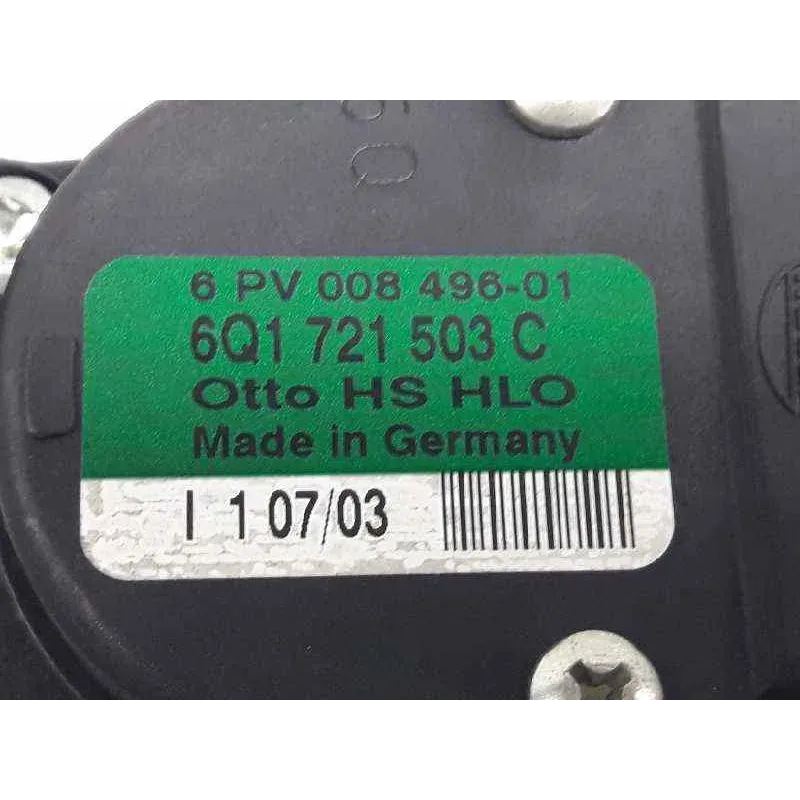 6 PV 008 496-01
6Q1 721 503 C
Otto HS HLO
Made in Germany
I 1 07/03